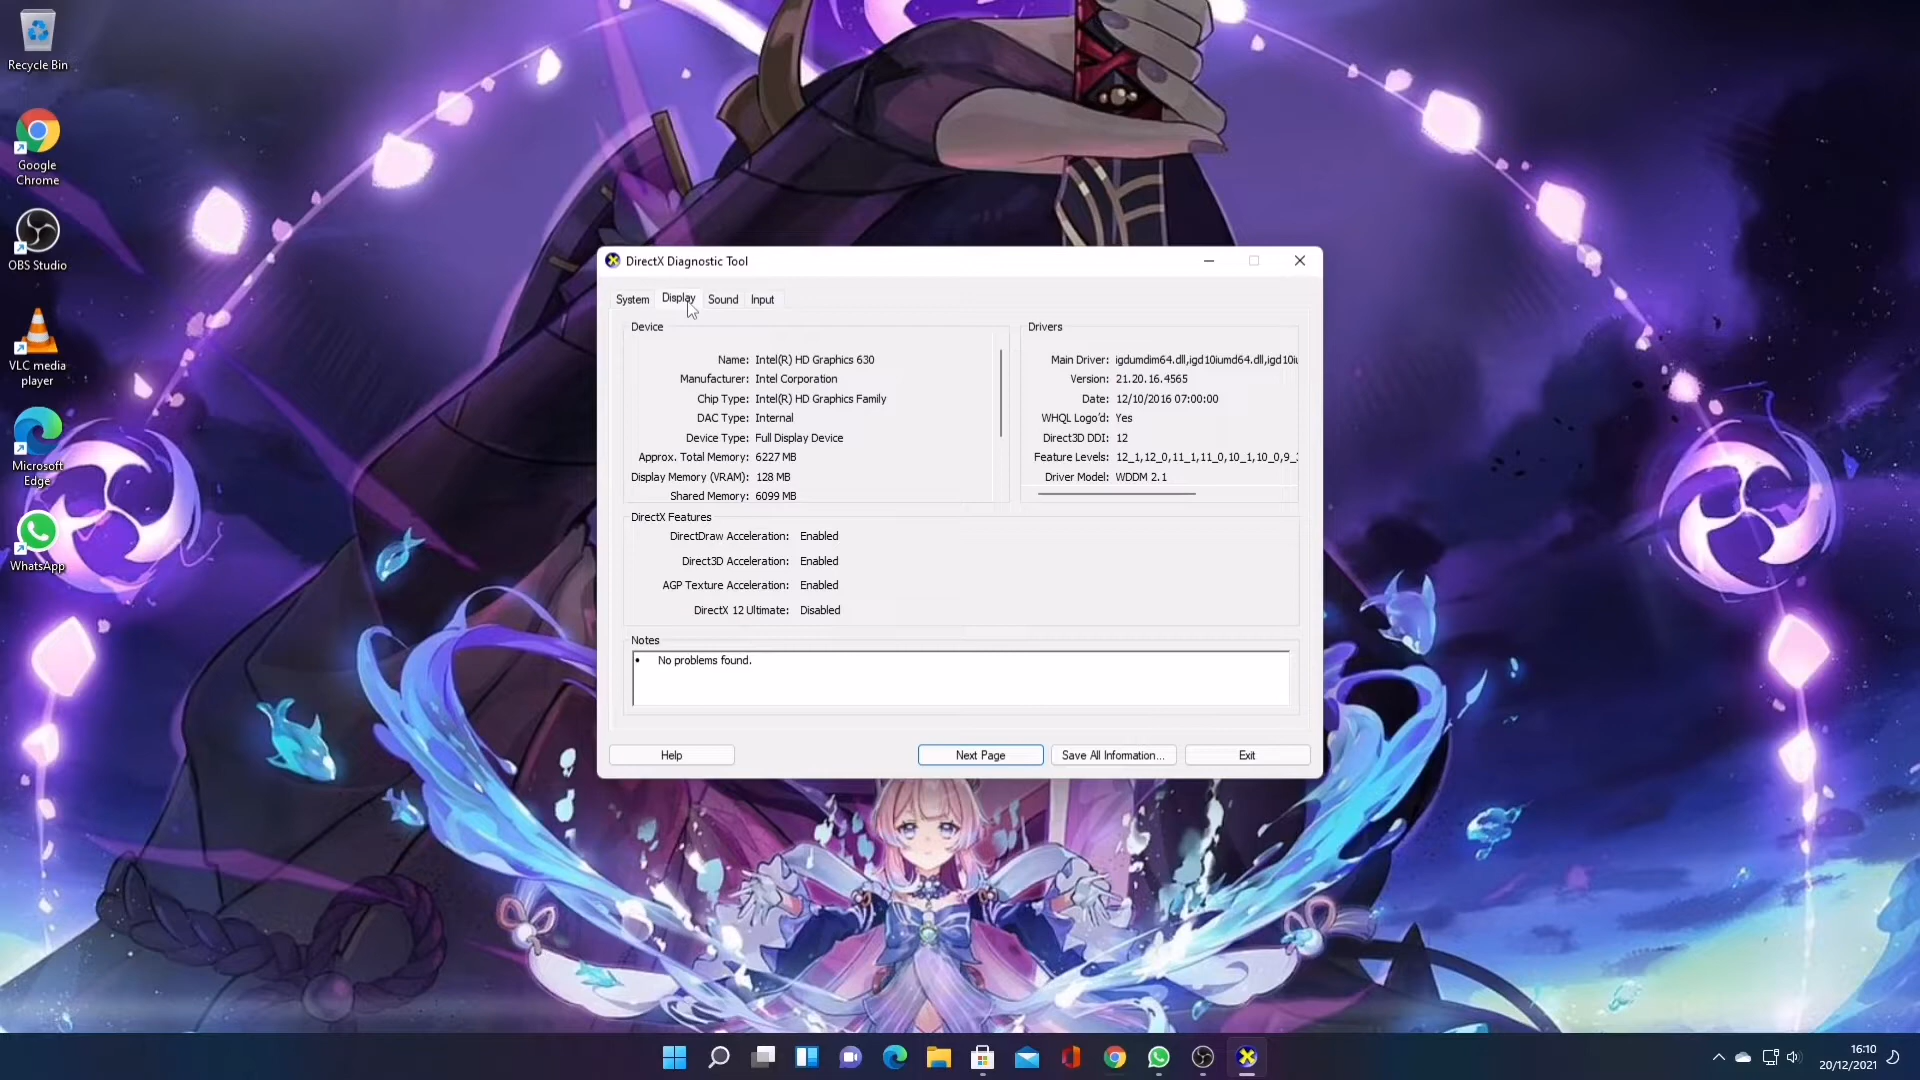 Recycle Bin
Google
Chrome
OBS Studio
VLC media
player
Microsoft
Edge
WhatsApp
DirectX Diagnostic Tool
System Display Sound Input
Device
Name: Intel(R) HD Graphics 630
Manufacturer: Intel Corporation
Chip Type: Intel(R) HD Graphics Family
DAC Type: Internal
Device Type: Full Display Device
Approx. Total Memory: 6227 MB
Display Memory (VRAM): 128 MB
Shared Memory: 6099 MB
Drivers
Main Driver: igdumdim64.dll,igd10iumd64.dll,igd10iu
Version: 21.20.16.4565
Date: 12/10/2016 07:00:00
WHQL Logo'd: Yes
Direct3D DDI: 12
Feature Levels: 12_1,12_0,11_1,11_0,10_1,10_0,9_3
Driver Model: WDDM 2.1
DirectX Features
DirectDraw Acceleration: Enabled
Direct3D Acceleration: Enabled
AGP Texture Acceleration: Enabled
DirectX 12 Ultimate: Disabled
Notes
• No problems found.
Help
Next Page
Save All Information...
Exit
16:10
20/12/2021